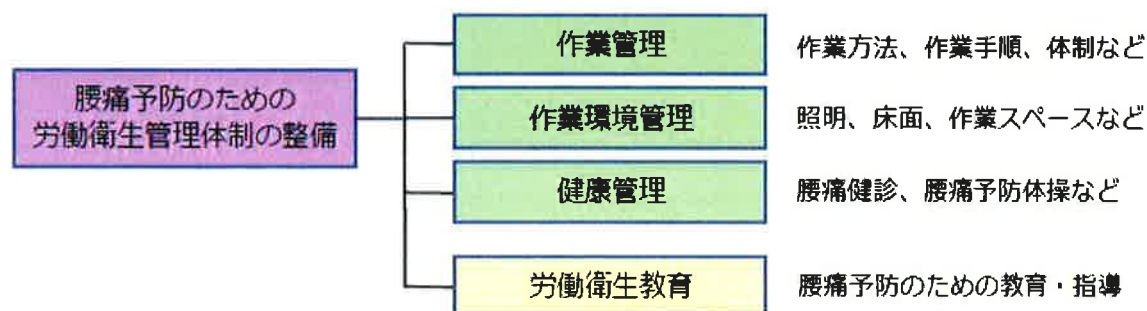 腰痛予防のための
労働衛生管理体制の整備
作業管理
作業方法、作業手順、体制など
作業環境管理
照明、床面、作業スペースなど
健康管理
腰痛健診、腰痛予防体操など
労働衛生教育
腰痛予防のための教育・指導